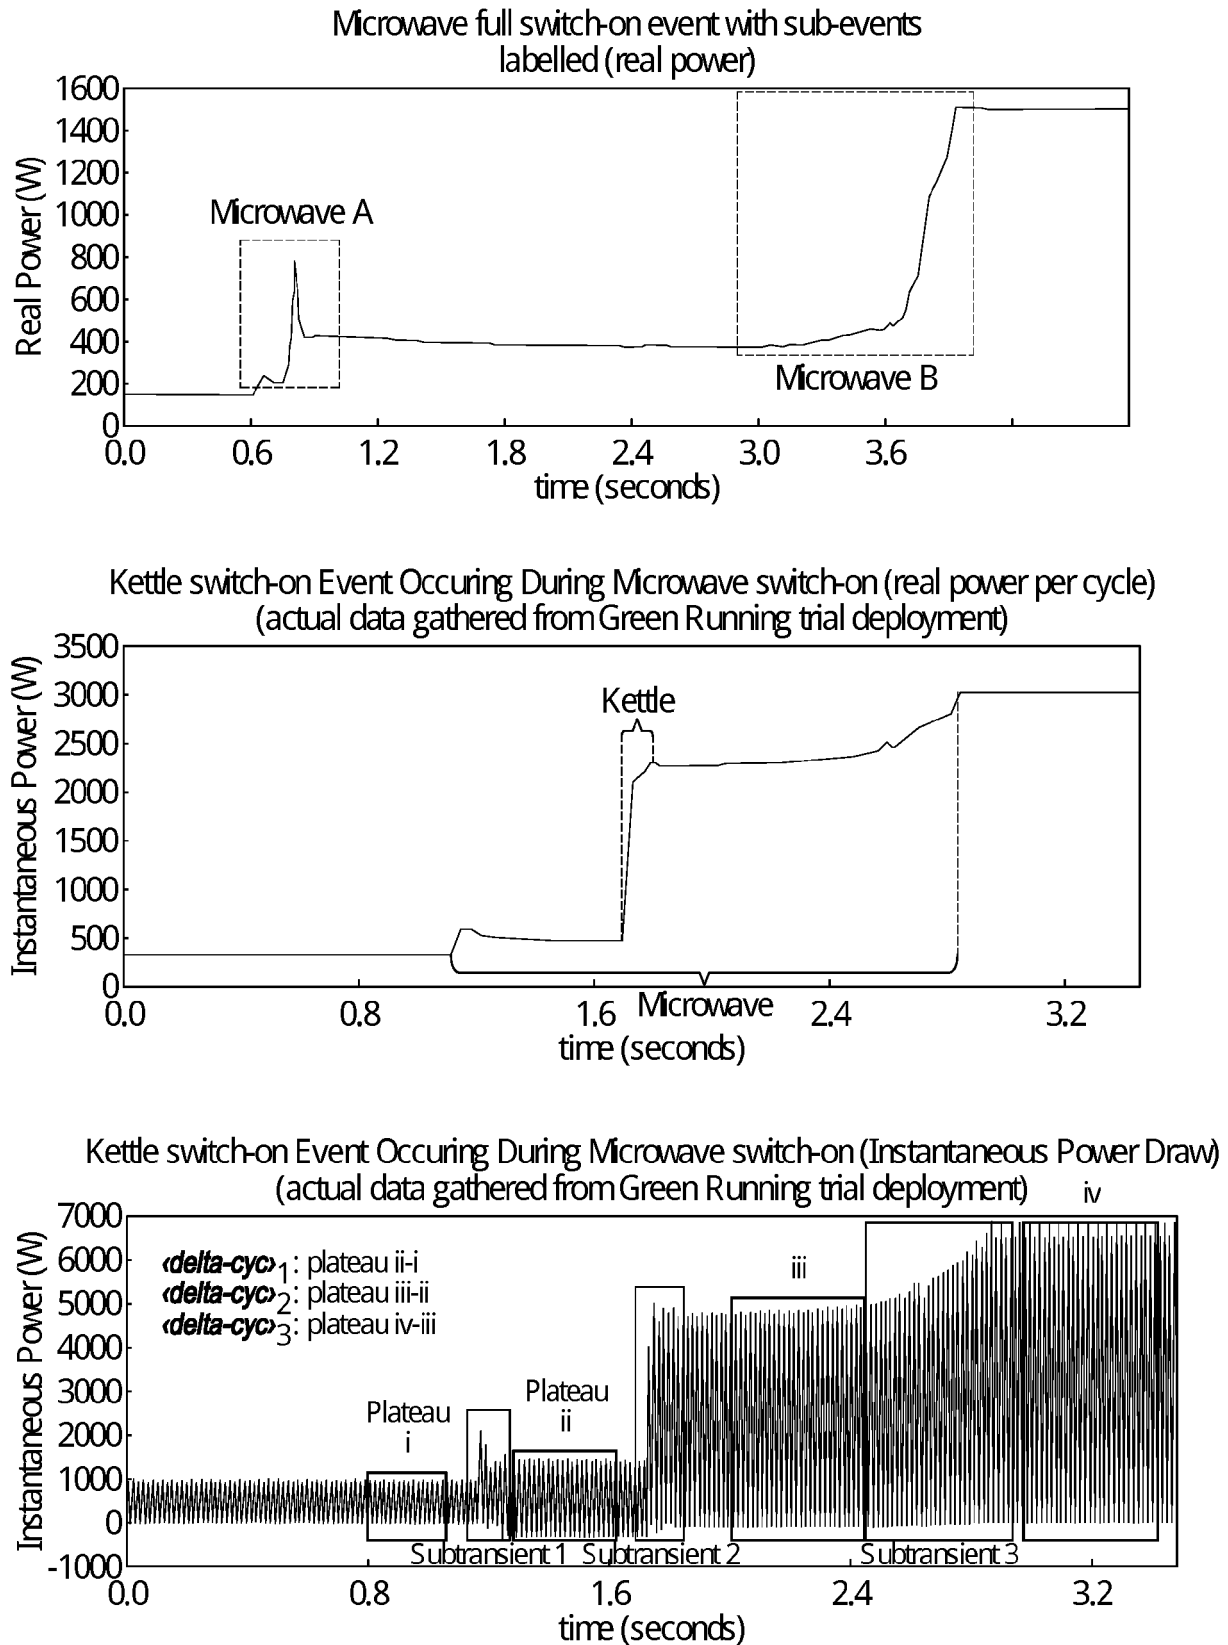 Microwave full switch-on event with sub-events
labelled (real power)
1600
1400
1200
1000
800
600
400
200
0
Real Power (W)
Microwave A
Microwave B
0.0 0.6 1.2 1.8 2.4 3.0 3.6
time (seconds)
Kettle switch-on Event Occuring During Microwave switch-on (real power per cycle)
(actual data gathered from Green Running trial deployment)
3500
3000
2500
2000
1500
1000
500
0
Instantaneous Power (W)
Kettle
Microwave
0.0 0.8 1.6 2.4 3.2
time (seconds)
Kettle switch-on Event Occuring During Microwave switch-on (Instantaneous Power Draw)
(actual data gathered from Green Running trial deployment)
iv
7000
6000
5000
4000
3000
2000
1000
0
-1000
Instantaneous Power (W)
‹delta-cyc›1: plateau ii-i
‹delta-cyc›2: plateau iii-ii
‹delta-cyc›3: plateau iv-iii
iii
Plateau
ii
Plateau
i
Subtransient 1 Subtransient 2 Subtransient 3
0.0 0.8 1.6 2.4 3.2
time (seconds)